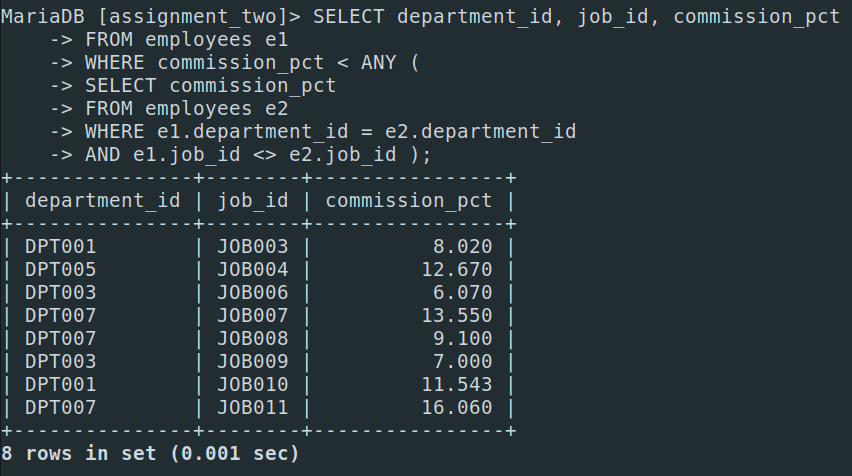 MariaDB [assignment_two]> SELECT department_id, job_id, commission_pct
    -> FROM employees e1
    -> WHERE commission_pct < ANY (
    -> SELECT commission_pct
    -> FROM employees e2
    -> WHERE e1.department_id = e2.department_id
    -> AND e1.job_id <> e2.job_id );
+---------------+--------+----------------+
| department_id | job_id | commission_pct |
+---------------+--------+----------------+
| DPT001        | JOB003 |          8.020 |
| DPT005        | JOB004 |         12.670 |
| DPT003        | JOB006 |          6.070 |
| DPT007        | JOB007 |         13.550 |
| DPT007        | JOB008 |          9.100 |
| DPT003        | JOB009 |          7.000 |
| DPT001        | JOB010 |         11.543 |
| DPT007        | JOB011 |         16.060 |
+---------------+--------+----------------+
8 rows in set (0.001 sec)